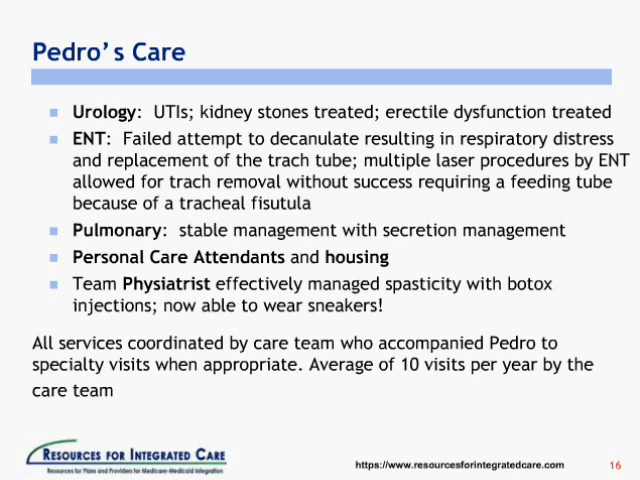 Pedro's Care
Urology: UTIs; kidney stones treated; erectile dysfunction treated
ENT: Failed attempt to decanulate resulting in respiratory distress
and replacement of the trach tube; multiple laser procedures by ENT
allowed for trach removal without success requiring a feeding tube
because of a tracheal fisutula
Pulmonary: stable management with secretion management
Personal Care Attendants and housing
Team Physiatrist effectively managed spasticity with botox
injections; now able to wear sneakers!
All services coordinated by care team who accompanied Pedro to
specialty visits when appropriate. Average of 10 visits per year by the
care team
RESOURCES FOR INTEGRATED CARE
Resources for Plans and Providers for Medicare-Medicaid Integration
https://www.resourcesforintegratedcare.com
16